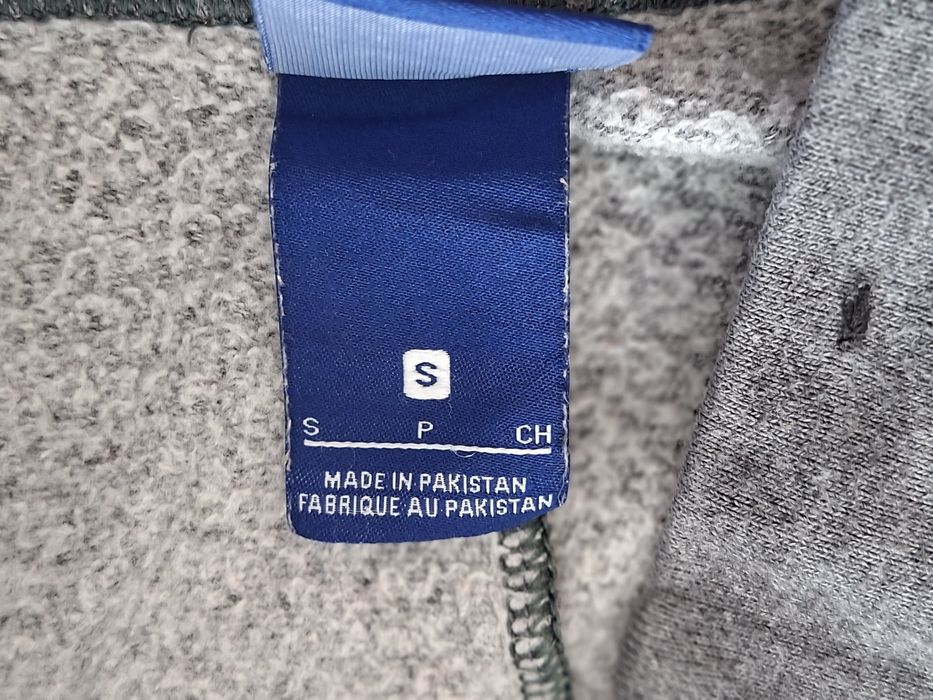 S
S P CH
MADE IN PAKISTAN
FABRIQUE AU PAKISTAN